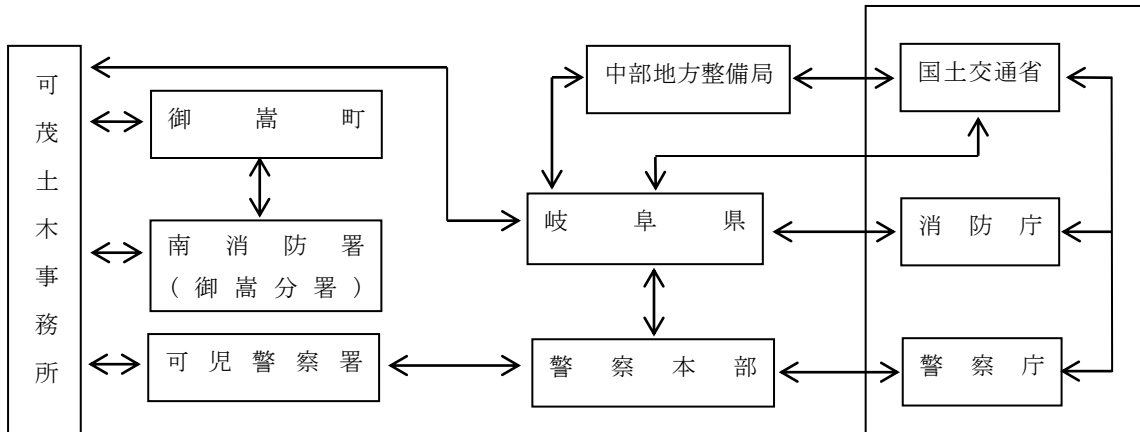 可茂土木事務所
御嵩町
南消防署
(御嵩分署)
可児警察署
中部地方整備局
岐阜県
警察本部
国土交通省
消防庁
警察庁